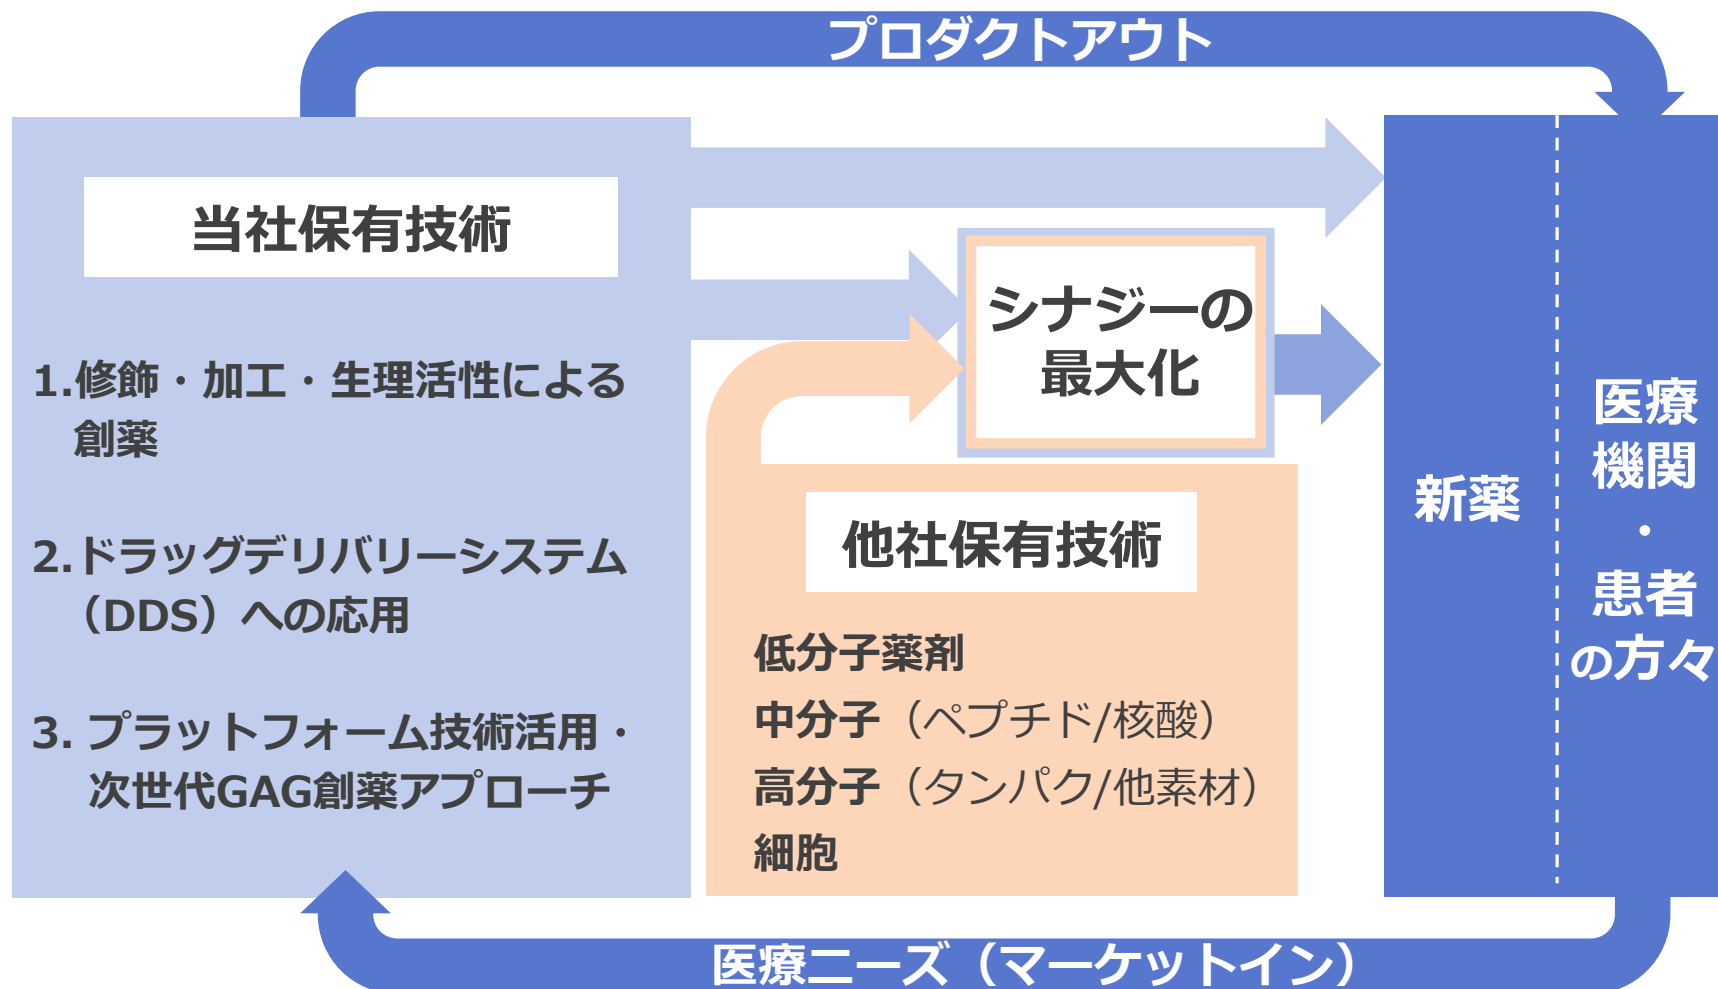 プロダクトアウト
当社保有技術
1.修飾・加工・生理活性による
創薬
2.ドラッグデリバリーシステム
（DDS）への応用
3. プラットフォーム技術活用・
次世代GAG創薬アプローチ
シナジーの
最大化
他社保有技術
低分子薬剤
中分子（ペプチド/核酸）
高分子（タンパク/他素材）
細胞
新薬
医療
機関
・
患者
の方々
医療ニーズ（マーケットイン）